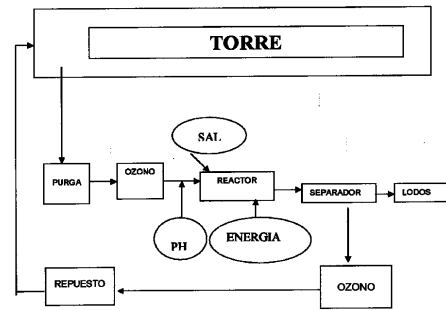 TORRE
SAL
PURGA
OZONO
REACTOR
SEPARADOR
LODOS
PH
ENERGIA
REPUESTO
OZONO